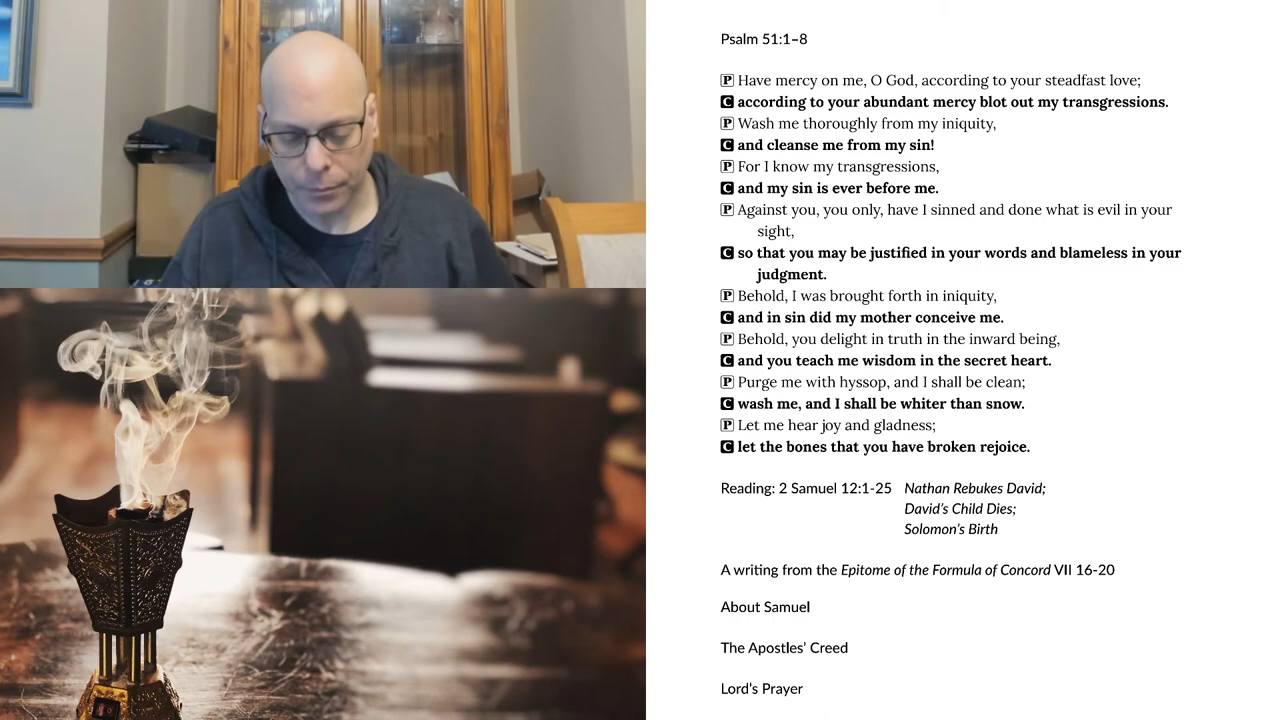 Psalm 51:1–8
P Have mercy on me, O God, according to your steadfast love;
C according to your abundant mercy blot out my transgressions.
P Wash me thoroughly from my iniquity,
C and cleanse me from my sin!
P For I know my transgressions,
C and my sin is ever before me.
P Against you, you only, have I sinned and done what is evil in your
sight,
C so that you may be justified in your words and blameless in your
judgment.
P Behold, I was brought forth in iniquity,
C and in sin did my mother conceive me.
P Behold, you delight in truth in the inward being,
C and you teach me wisdom in the secret heart.
P Purge me with hyssop, and I shall be clean;
C wash me, and I shall be whiter than snow.
P Let me hear joy and gladness;
C let the bones that you have broken rejoice.
Reading: 2 Samuel 12:1-25 Nathan Rebukes David;
David’s Child Dies;
Solomon’s Birth
A writing from the Epitome of the Formula of Concord VII 16-20
About Samuel
The Apostles’ Creed
Lord’s Prayer